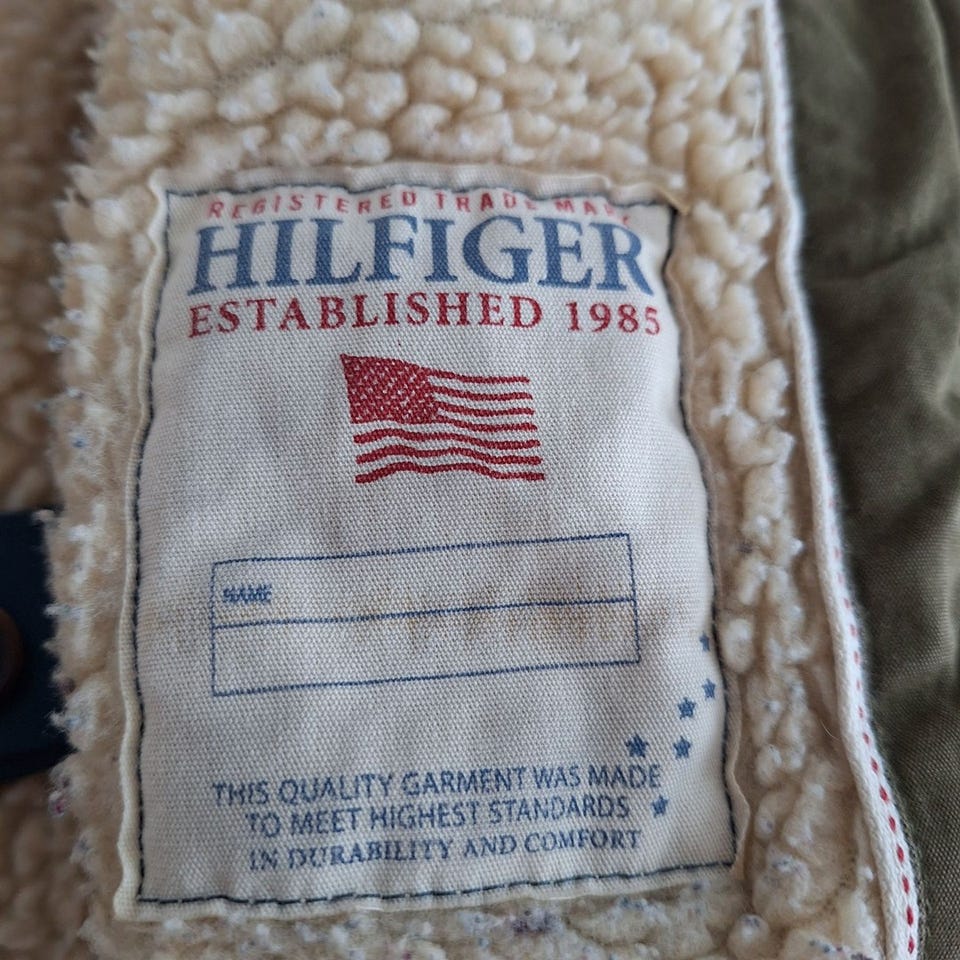 REGISTERED TRADE MARK
HILFIGER
ESTABLISHED 1985
NAME
THIS QUALITY GARMENT WAS MADE
TO MEET HIGHEST STANDARDS
IN DURABILITY AND COMFORT